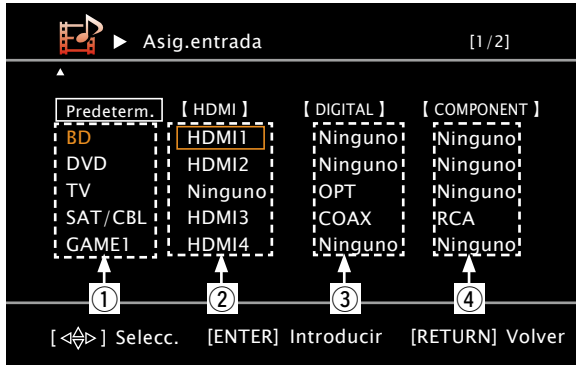 Asig.entrada [1/2]
Predeterm. 【 HDMI 】 【 DIGITAL 】 【 COMPONENT 】
BD HDMI1 Ninguno Ninguno
DVD HDMI2 Ninguno Ninguno
TV Ninguno OPT Ninguno
SAT/CBL HDMI3 COAX RCA
GAME1 HDMI4 Ninguno Ninguno
① ② ③ ④
[ ◁△▽▷ ] Selecc. [ENTER] Introducir [RETURN] Volver